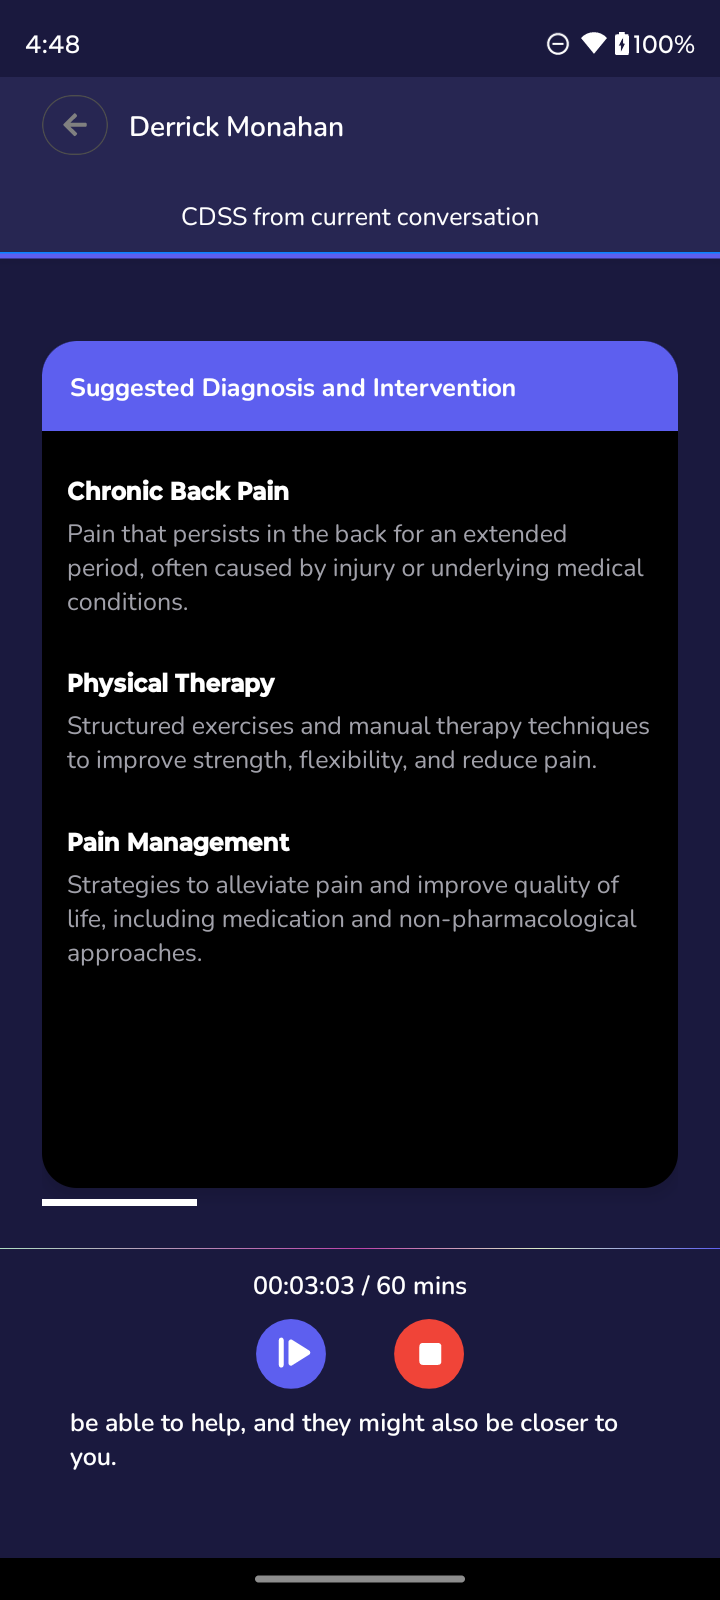 4:48
100%
Derrick Monahan
CDSS from current conversation
Suggested Diagnosis and Intervention
Chronic Back Pain
Pain that persists in the back for an extended
period, often caused by injury or underlying medical
conditions.
Physical Therapy
Structured exercises and manual therapy techniques
to improve strength, flexibility, and reduce pain.
Pain Management
Strategies to alleviate pain and improve quality of
life, including medication and non-pharmacological
approaches.
00:03:03 / 60 mins
be able to help, and they might also be closer to
you.